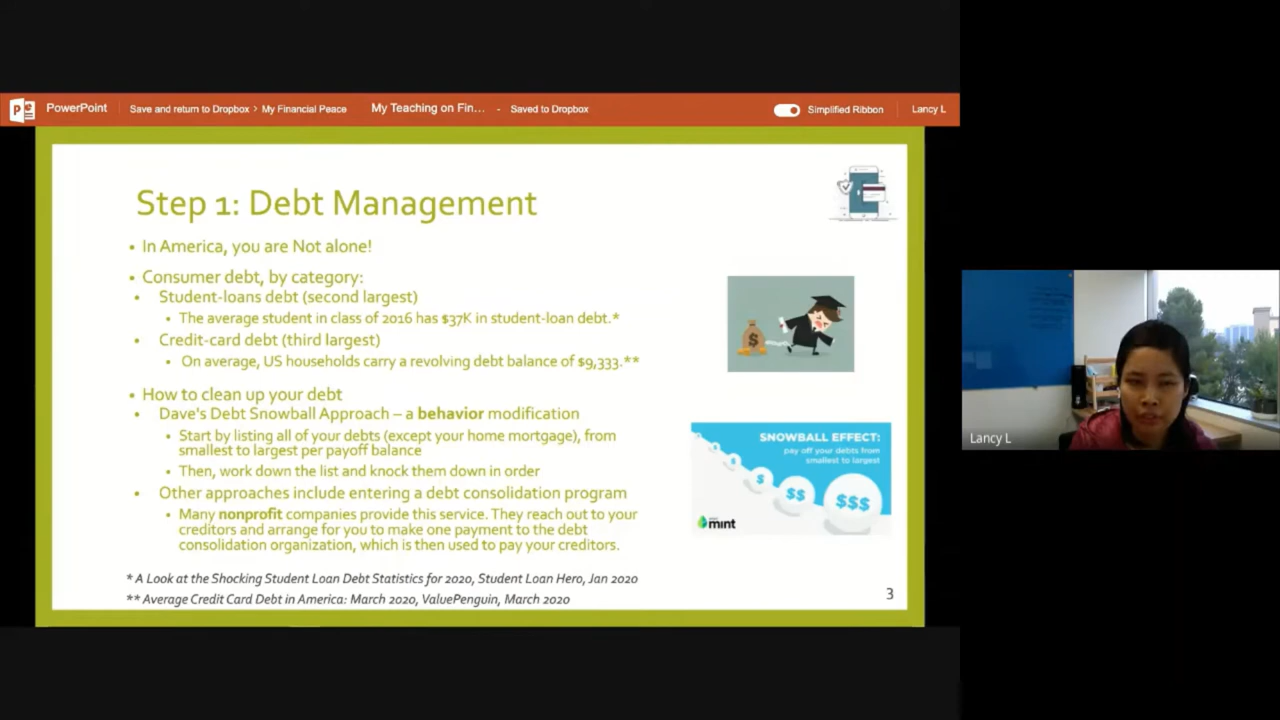 PowerPoint
Save and return to Dropbox > My Financial Peace
My Teaching on Fin... - Saved to Dropbox
Simplified Ribbon
Lancy L
Step 1: Debt Management
• In America, you are Not alone!
• Consumer debt, by category:
• Student-loans debt (second largest)
• The average student in class of 2016 has $37K in student-loan debt.*
• Credit-card debt (third largest)
• On average, US households carry a revolving debt balance of $9,333.**
• How to clean up your debt
• Dave's Debt Snowball Approach – a behavior modification
• Start by listing all of your debts (except your home mortgage), from
smallest to largest per payoff balance
• Then, work down the list and knock them down in order
• Other approaches include entering a debt consolidation program
• Many nonprofit companies provide this service. They reach out to your
creditors and arrange for you to make one payment to the debt
consolidation organization, which is then used to pay your creditors.
* A Look at the Shocking Student Loan Debt Statistics for 2020, Student Loan Hero, Jan 2020
** Average Credit Card Debt in America: March 2020, ValuePenguin, March 2020
3
$
SNOWBALL EFFECT:
pay off your debts from
smallest to largest
$
$$
$$$
mint
Lancy L